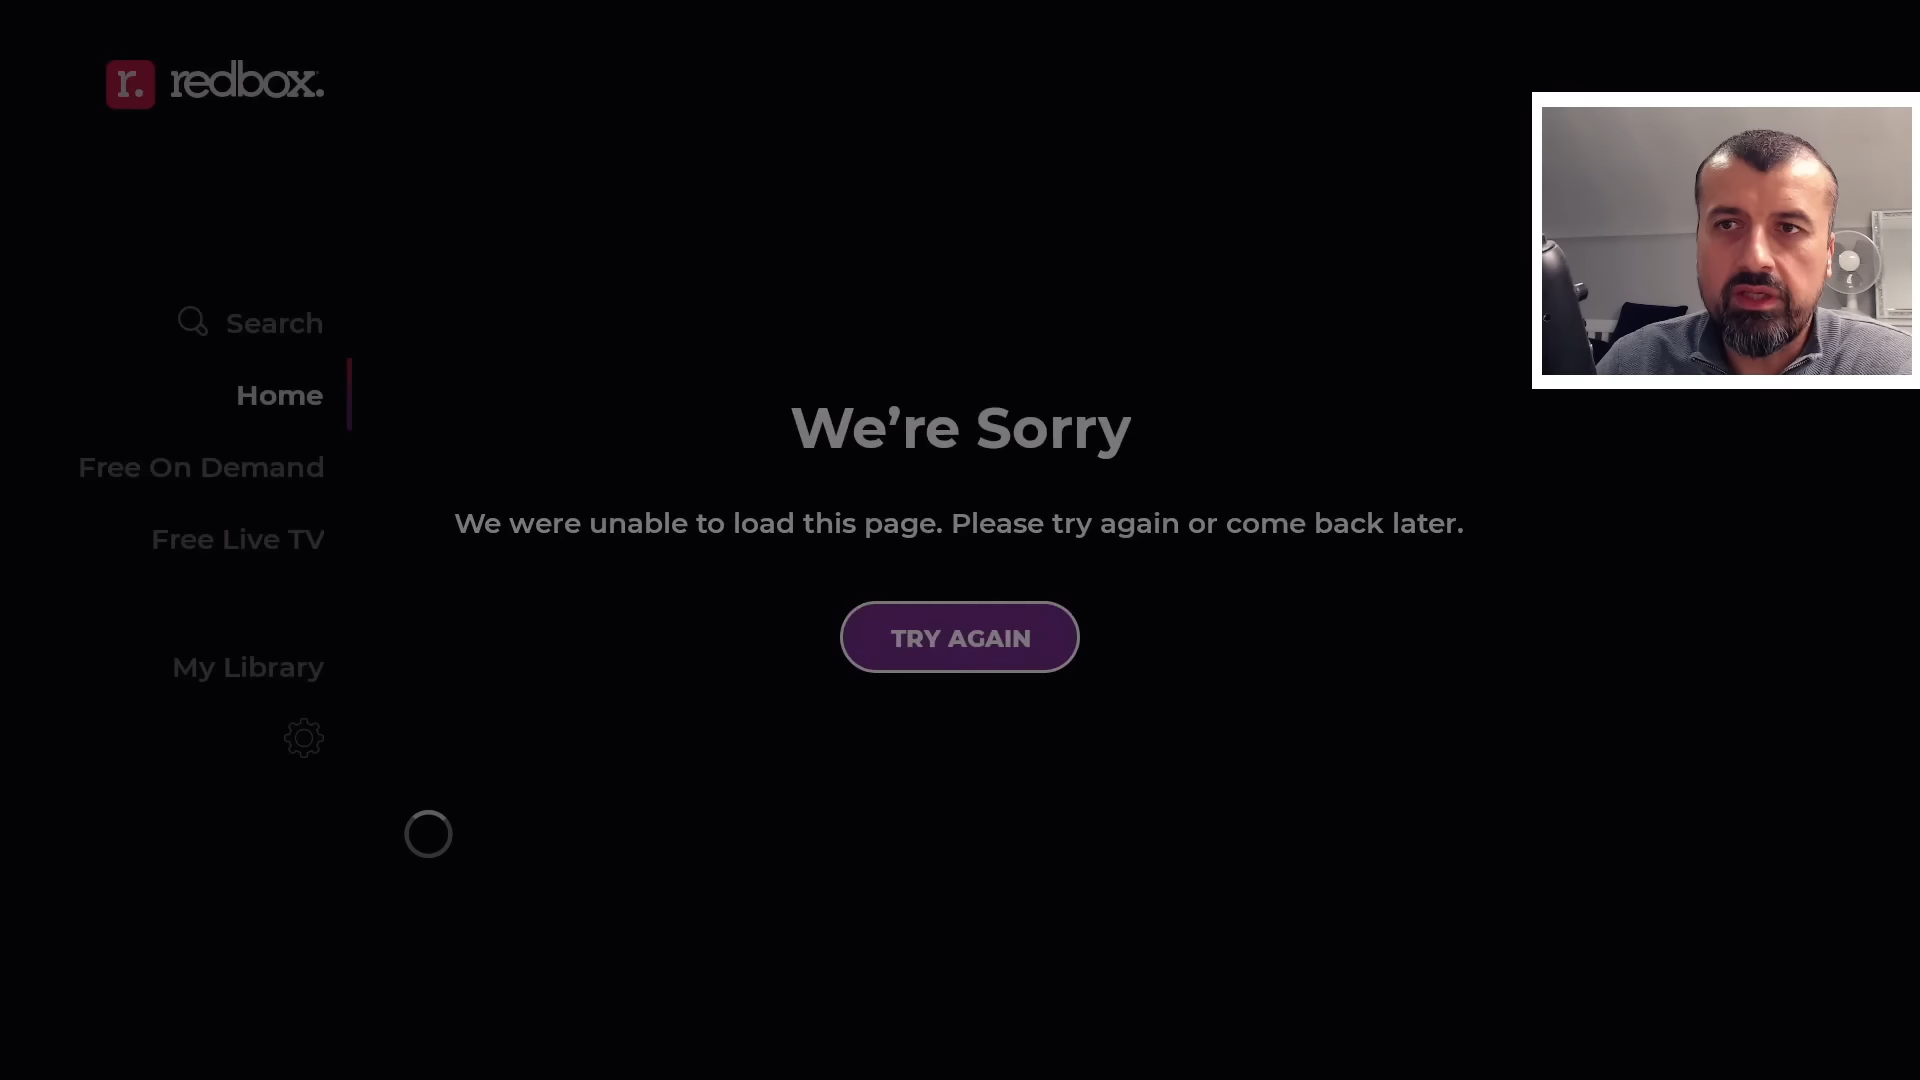 r. redbox.
Search
Home
Free On Demand
Free Live TV
My Library
We’re Sorry
We were unable to load this page. Please try again or come back later.
TRY AGAIN